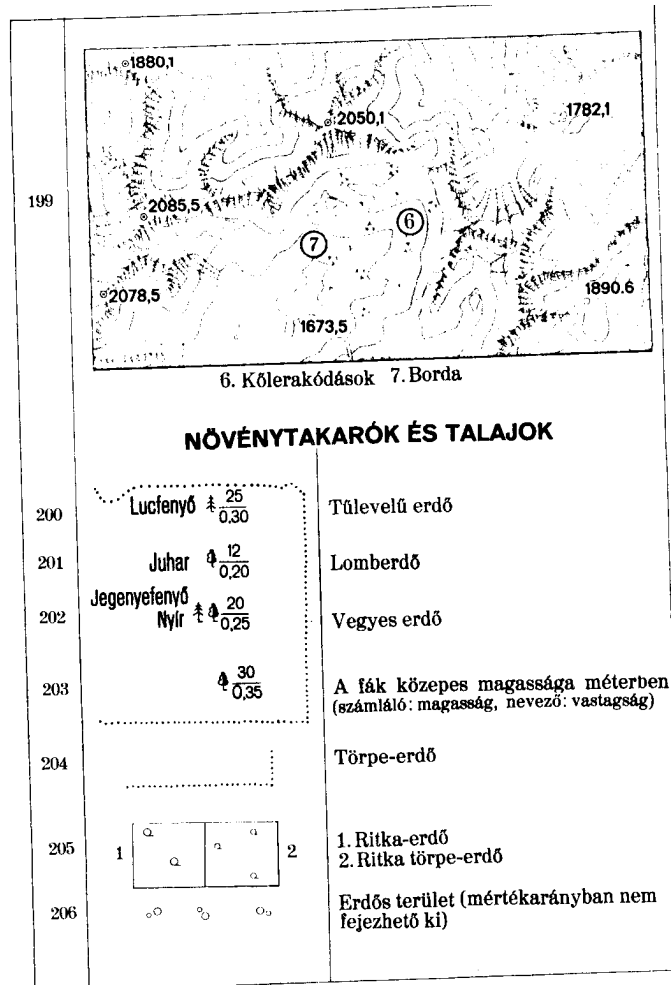 1880,1
2050,1
1782,1
199
2085,5
6
7
2078,5
1890.6
1673,5
6. Kőlerakódások 7. Borda
NÖVÉNYTAKARÓK ÉS TALAJOK
200 Lucfenyő 25 Tűlevelű erdő
0,30
201 Juhar 12 Lomberdő
0,20
Jegenyefenyő
202 Nyír 20 Vegyes erdő
0,25
203 30 A fák közepes magassága méterben
0,35 (számláló: magasság, nevező: vastagság)
204 Törpe-erdő
205 1 2 1. Ritka-erdő
2. Ritka törpe-erdő
206 Erdős terület (mértékarányban nem
fejezhető ki)